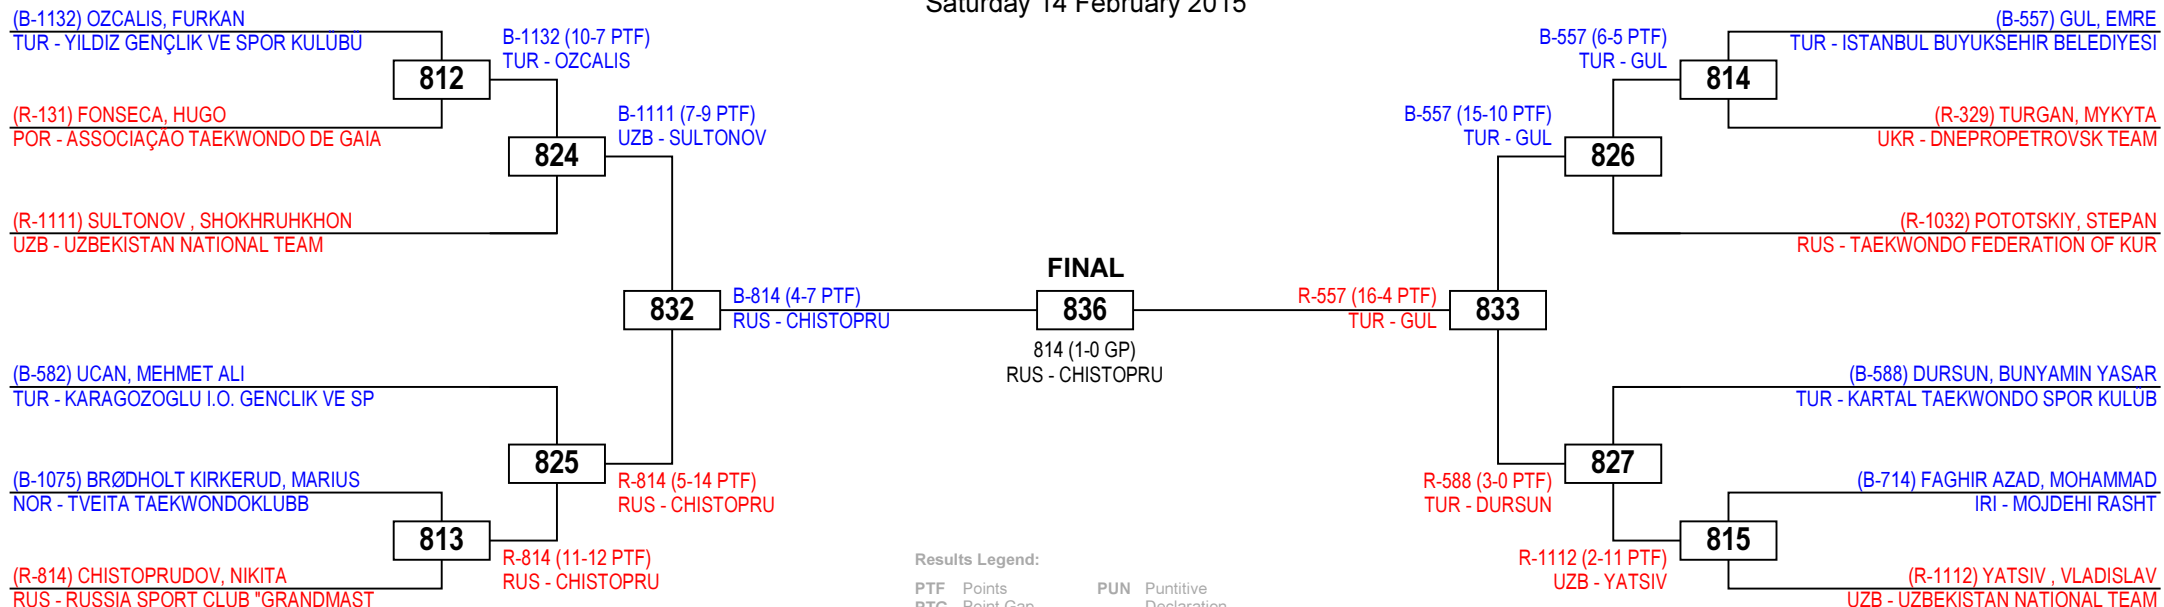 Saturday 14 February 2015
(B-1132) OZCALIS, FURKAN
TUR - YILDIZ GENÇLIK VE SPOR KULÜBÜ
B-1132 (10-7 PTF)
TUR - OZCALIS
812
(R-131) FONSECA, HUGO
POR - ASSOCIAÇÃO TAEKWONDO DE GAIA
B-1111 (7-9 PTF)
UZB - SULTONOV
824
(R-1111) SULTONOV , SHOKHRUHKHON
UZB - UZBEKISTAN NATIONAL TEAM
832
B-814 (4-7 PTF)
RUS - CHISTOPRU
(B-582) UCAN, MEHMET ALI
TUR - KARAGOZOGLU I.O. GENCLIK VE SP
825
R-814 (5-14 PTF)
RUS - CHISTOPRU
(B-1075) BRØDHOLT KIRKERUD, MARIUS
NOR - TVEITA TAEKWONDOKLUBB
813
R-814 (11-12 PTF)
RUS - CHISTOPRU
(R-814) CHISTOPRUDOV, NIKITA
RUS - RUSSIA SPORT CLUB "GRANDMAST
FINAL
836
814 (1-0 GP)
RUS - CHISTOPRU
(B-557) GUL, EMRE
TUR - ISTANBUL BUYUKSEHIR BELEDIYESI
B-557 (6-5 PTF)
TUR - GUL
814
(R-329) TURGAN, MYKYTA
UKR - DNEPROPETROVSK TEAM
B-557 (15-10 PTF)
TUR - GUL
826
(R-1032) POTOTSKIY, STEPAN
RUS - TAEKWONDO FEDERATION OF KUR
R-557 (16-4 PTF)
TUR - GUL
833
(B-588) DURSUN, BUNYAMIN YASAR
TUR - KARTAL TAEKWONDO SPOR KULÜB
827
R-588 (3-0 PTF)
TUR - DURSUN
(B-714) FAGHIR AZAD, MOHAMMAD
IRI - MOJDEHI RASHT
815
R-1112 (2-11 PTF)
UZB - YATSIV
(R-1112) YATSIV , VLADISLAV
UZB - UZBEKISTAN NATIONAL TEAM
Results Legend:
PTF Points PUN Puntitive
PTG Point Gap Declaration